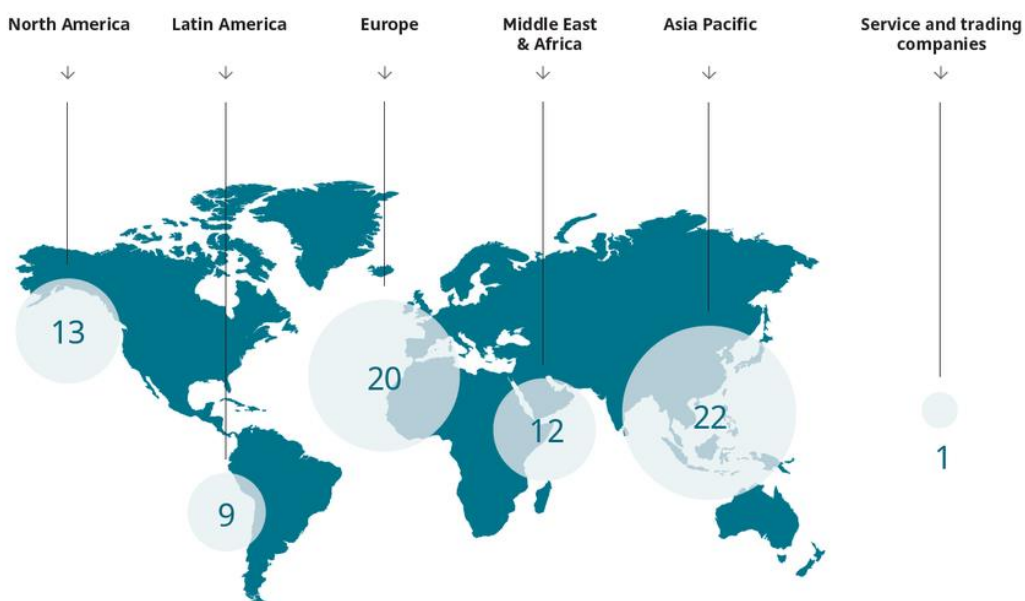 North America
Latin America
Europe
Middle East
& Africa
Asia Pacific
Service and trading
companies
13
9
20
12
22
1